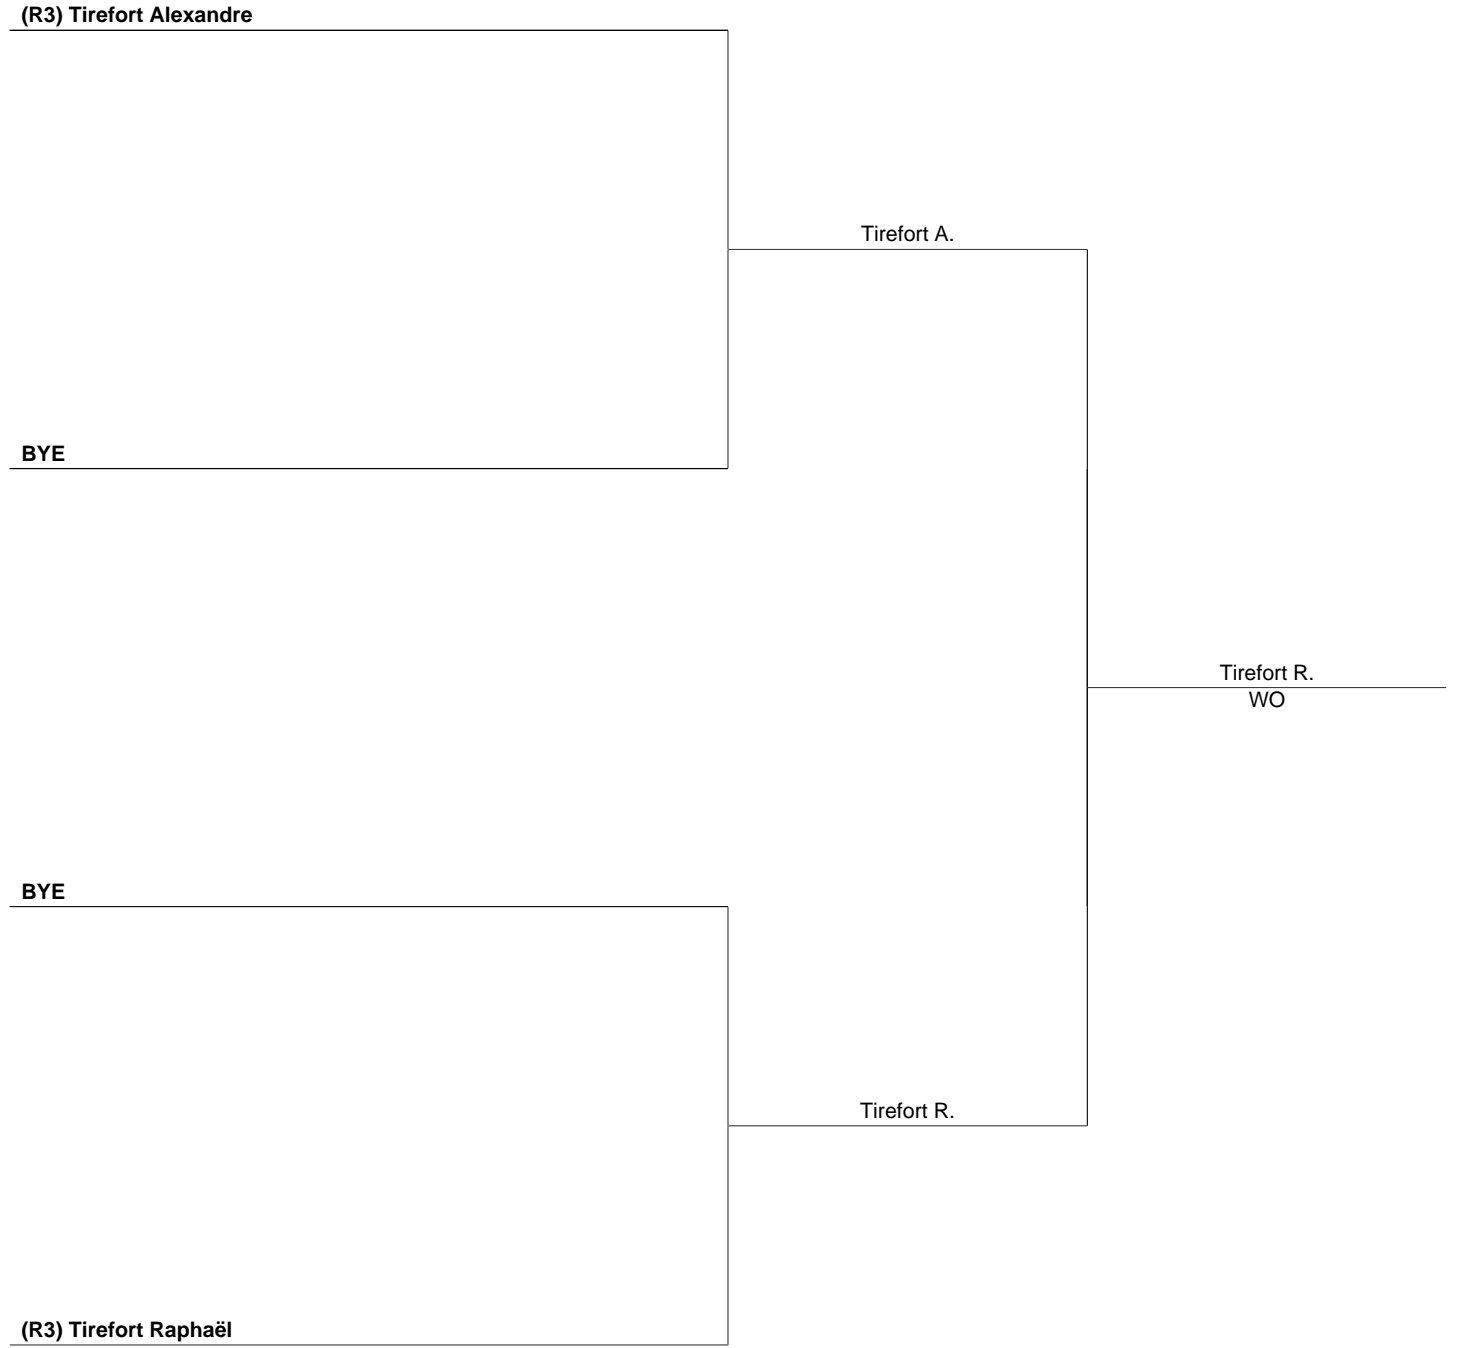 (R3) Tirefort Alexandre
Tirefort A.
BYE
Tirefort R.
WO
BYE
Tirefort R.
(R3) Tirefort Raphaël